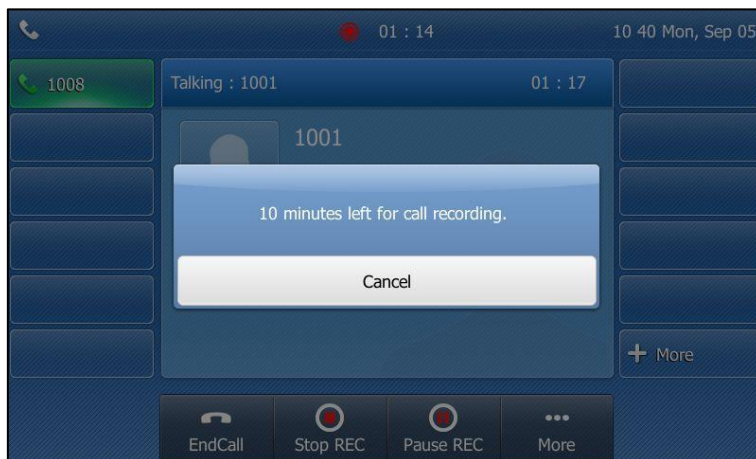 01 : 14
10 40 Mon, Sep 05
1008
Talking : 1001
01 : 17
1001
10 minutes left for call recording.
Cancel
More
EndCall
Stop REC
Pause REC
More